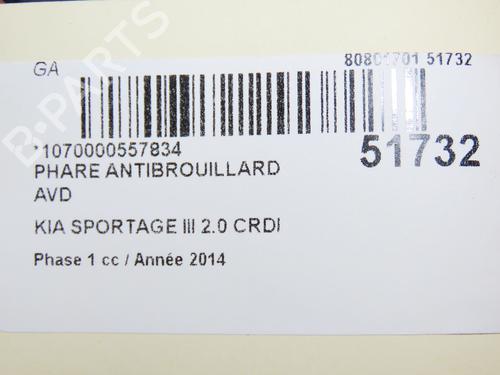 GA
80801701 51732
*1070000557834
51732
PHARE ANTIBROUILLARD
AVD
KIA SPORTAGE III 2.0 CRDI
Phase 1 cc / Année 2014
B-PARTS